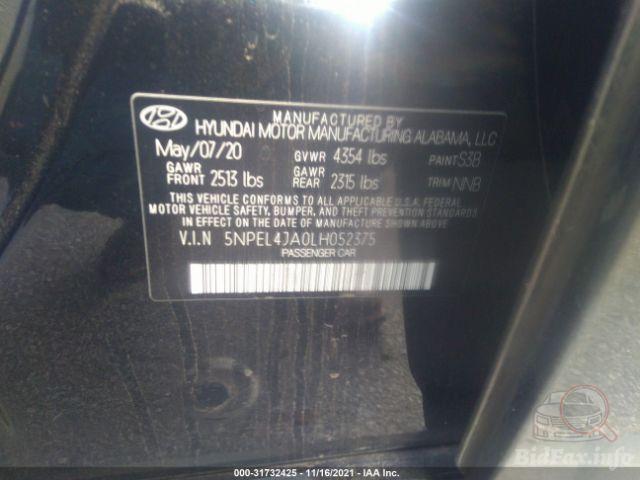 MANUFACTURED BY
HYUNDAI MOTOR MANUFACTURING ALABAMA, LLC
May/07/20 GVWR 4354 lbs PAINT S3B
GAWR FRONT 2513 lbs GAWR REAR 2315 lbs TRIM NNB
THIS VEHICLE CONFORMS TO ALL APPLICABLE U.S.A. FEDERAL
MOTOR VEHICLE SAFETY, BUMPER, AND THEFT PREVENTION
STANDARDS IN EFFECT ON THE DATE OF MANUFACTURE SHOWN ABOVE.
V.I.N 5NPEL4JA0LH052375
PASSENGER CAR
BidFax.info
000-31732425 - 11/16/2021 - IAA Inc.